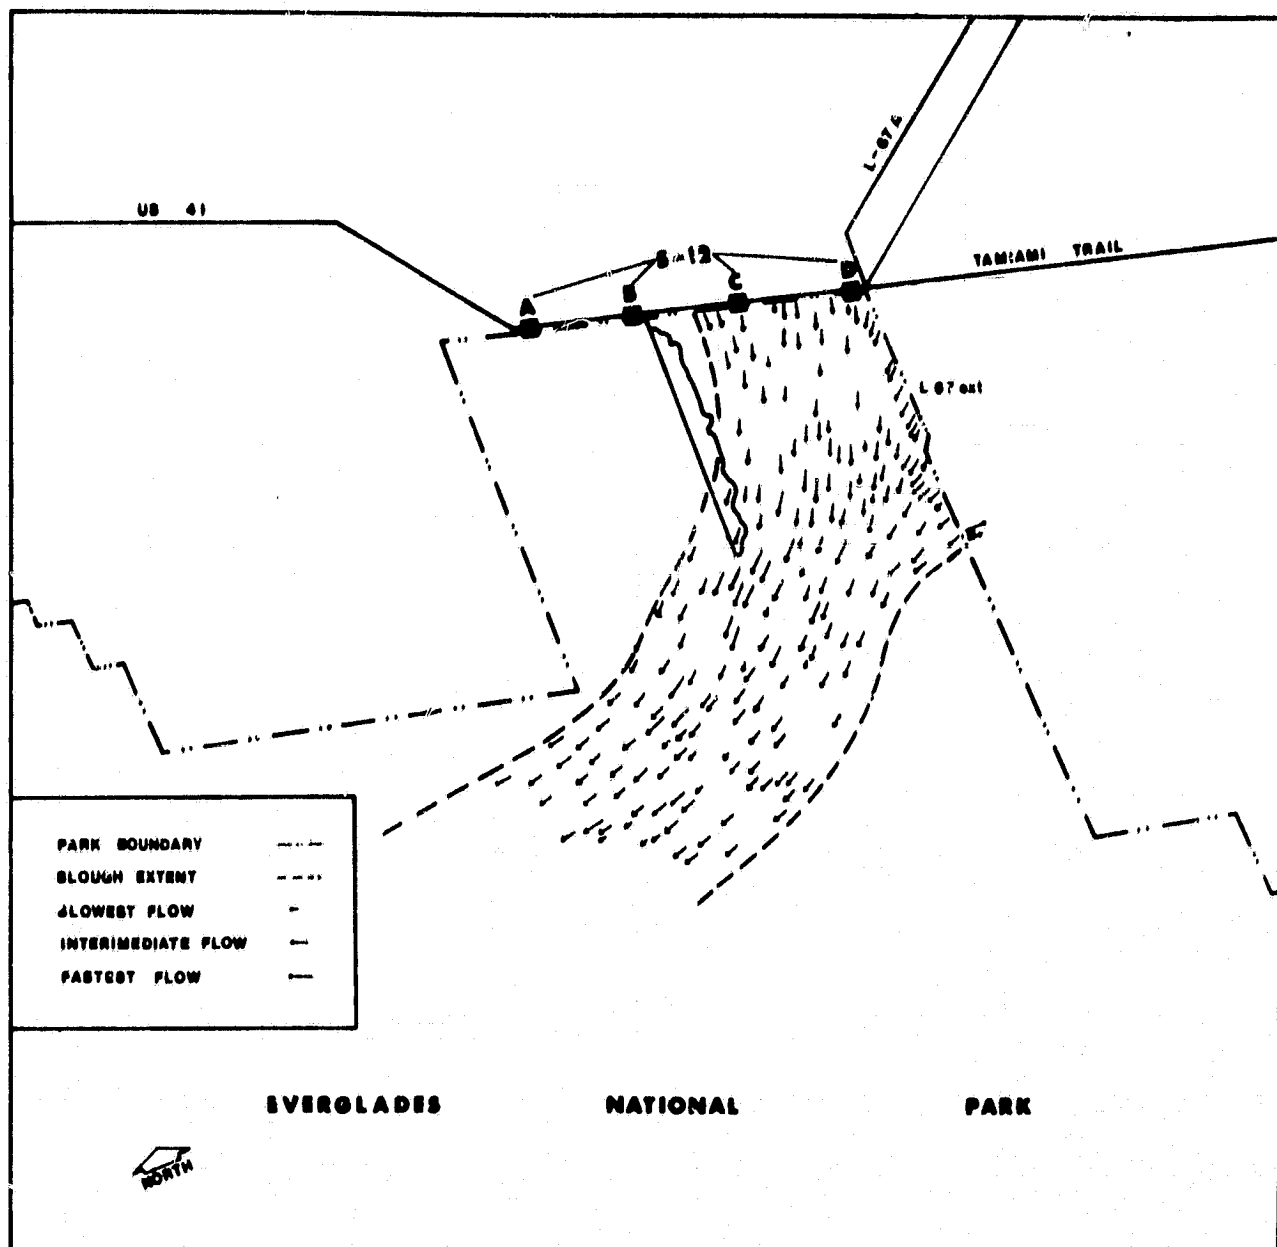 L-67A
US 41
S-12
TAMIAMI TRAIL
A
B
C
D
L 67 ext
PARK BOUNDARY
SLOUGH EXTENT
SLOWEST FLOW
INTERIMEDIATE FLOW
FASTEST FLOW
EVERGLADES NATIONAL PARK
NORTH